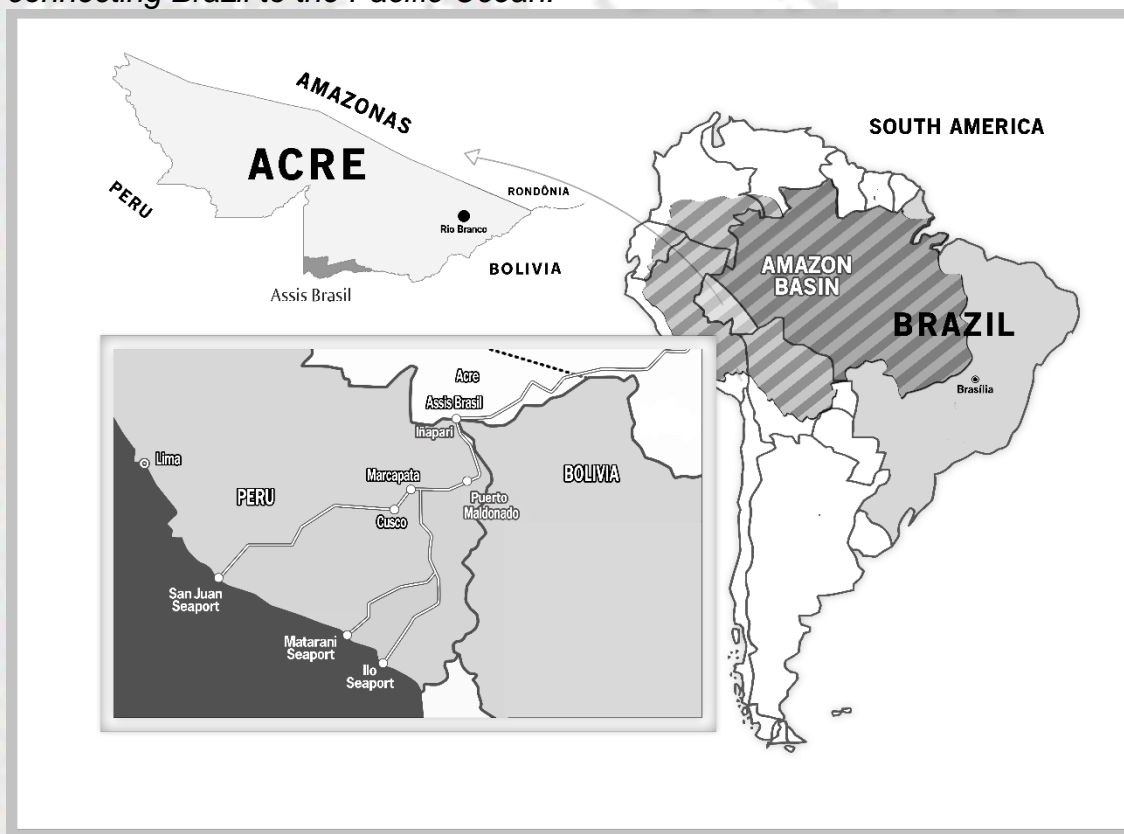 connecting Brazil to the Pacific Ocean.
AMAZONAS
SOUTH AMERICA
ACRE
PERU
RONDÔNIA
Rio Branco
BOLIVIA
Assis Brasil
AMAZON
BASIN
BRAZIL
Brasília
Acre
Assis Brasil
Iñapari
Lima
Marcapata
BOLIVIA
PERU
Puerto
Maldonado
Cusco
San Juan
Seaport
Matarani
Seaport
Ilo
Seaport